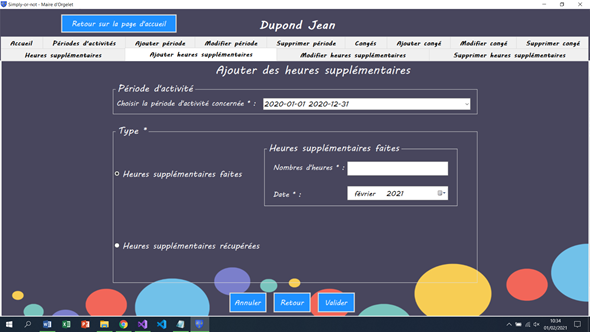 Simply-or-not - Mairie d'Orgelet
Retour sur la page d'accueil
Dupond Jean
Accueil Périodes d'activités Ajouter période Modifier période Supprimer période Congés Ajouter congé Modifier congé Supprimer congé
Heures supplémentaires Ajouter heures supplémentaires Modifier heures supplémentaires Supprimer heures supplémentaires
Ajouter des heures supplémentaires
Période d'activité
Choisir la période d'activité concernée * : 2020-01-01 2020-12-31
Type *
Heures supplémentaires faites
Nombres d'heures * :
Heures supplémentaires faites
Date * : février 2021
Heures supplémentaires récupérées
Annuler Retour Valider
10:34
01/02/2021